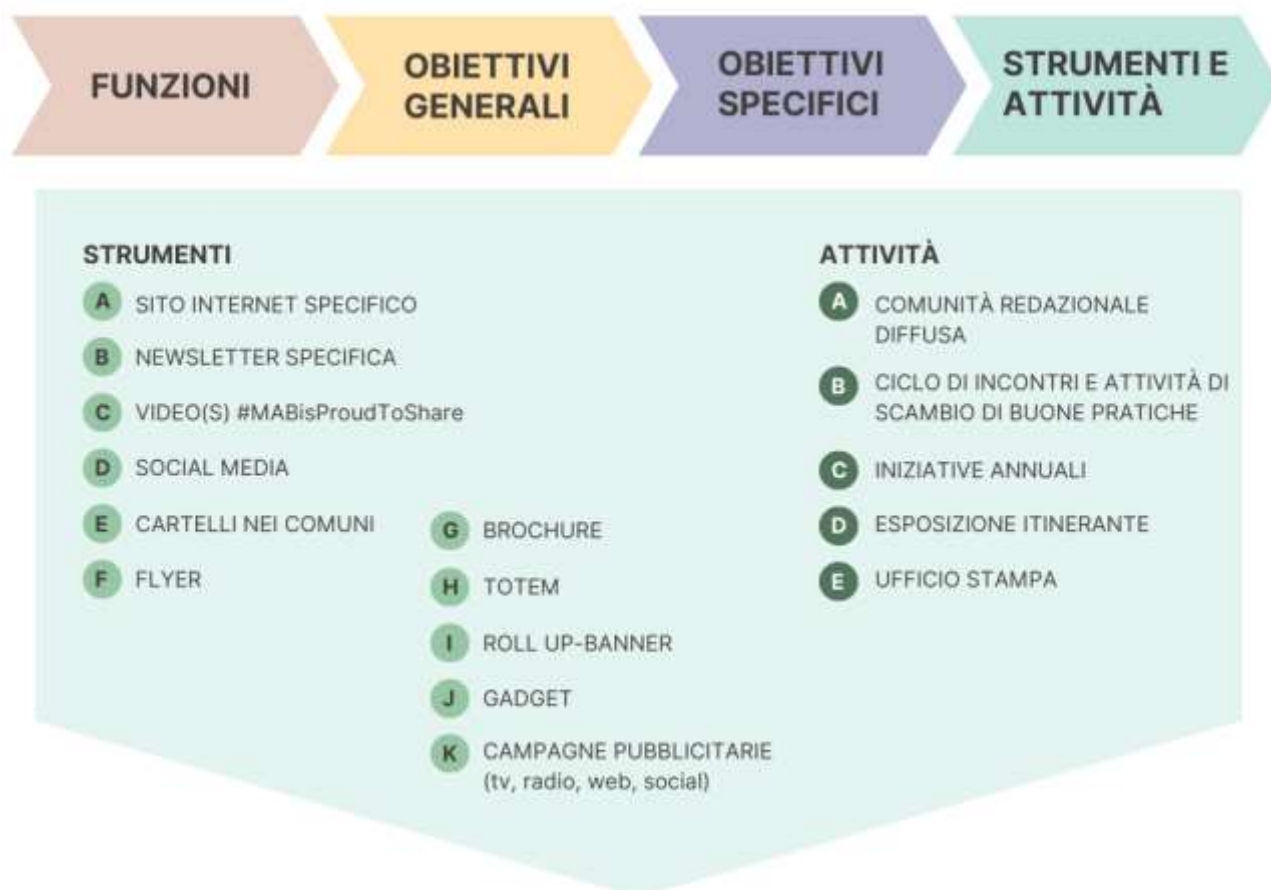 FUNZIONI
OBIETTIVI
GENERALI
OBIETTIVI
SPECIFICI
STRUMENTI E
ATTIVITÀ
STRUMENTI
A SITO INTERNET SPECIFICO
B NEWSLETTER SPECIFICA
C VIDEO(S) #MABisProudToShare
D SOCIAL MEDIA
E CARTELLI NEI COMUNI
F FLYER
G BROCHURE
H TOTEM
I ROLL UP-BANNER
J GADGET
K CAMPAGNE PUBBLICITARIE
(tv, radio, web, social)
ATTIVITÀ
A COMUNITÀ REDAZIONALE
DIFFUSA
B CICLO DI INCONTRI E ATTIVITÀ DI
SCAMBIO DI BUONE PRATICHE
C INIZIATIVE ANNUALI
D ESPOSIZIONE ITINERANTE
E UFFICIO STAMPA